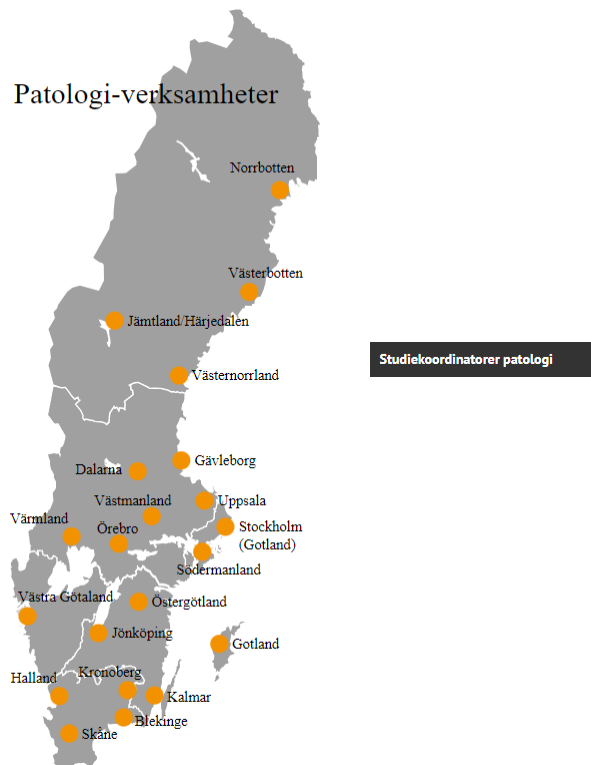 Patologi-verksamheter
Norrbotten
Västerbotten
Jämtland/Härjedalen
Studiekoordinatorer patologi
Västernorrland
Gävleborg
Dalarna
Västmanland
Uppsala
Värmland
Örebro
Stockholm
(Gotland)
Södermanland
Västra Götaland
Östergötland
Jönköping
Gotland
Kronoberg
Halland
Kalmar
Blekinge
Skåne